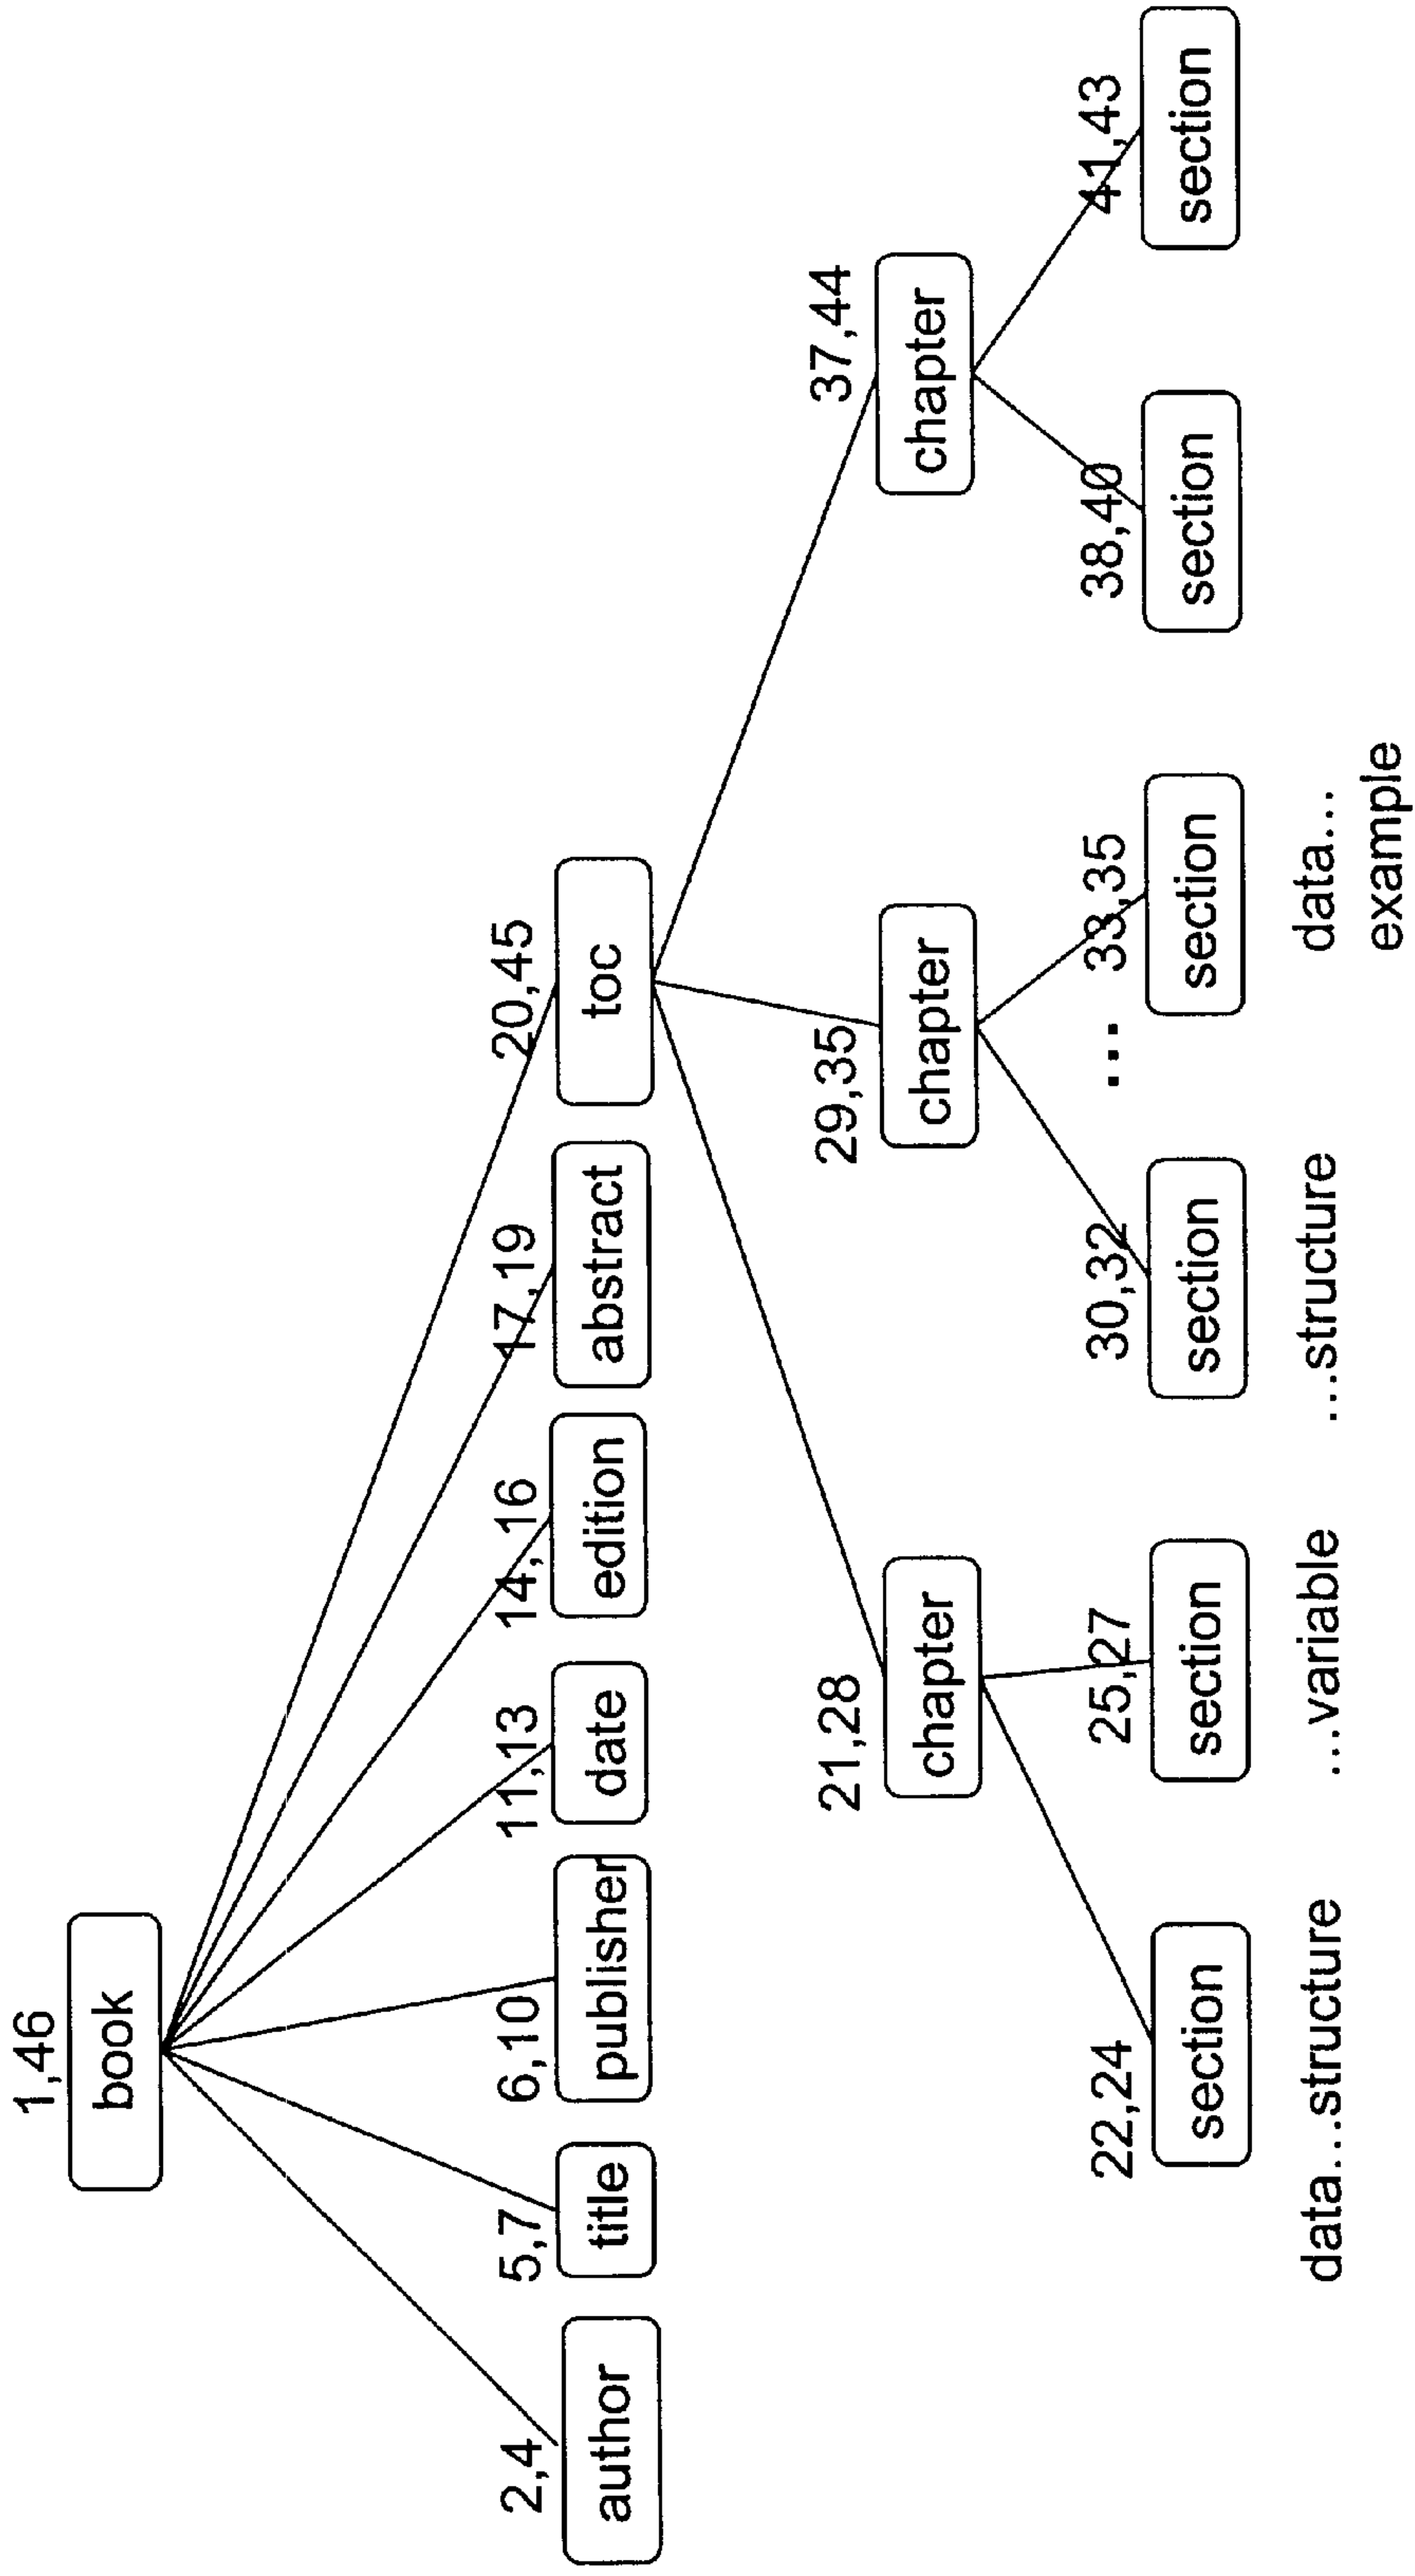 1,46
book
2,4
author
5,7
title
6,10
publisher
11,13
date
14,16
edition
17,19
abstract
20,45
toc
21,28
chapter
29,35
chapter
37,44
chapter
22,24
section
25,27
section
30,32
section
...
33,35
section
38,40
section
41,43
section
data...structure
...variable
...structure
data...
example